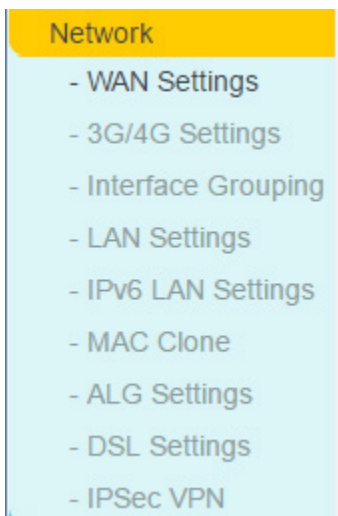 Network
- WAN Settings
- 3G/4G Settings
- Interface Grouping
- LAN Settings
- IPv6 LAN Settings
- MAC Clone
- ALG Settings
- DSL Settings
- IPSec VPN